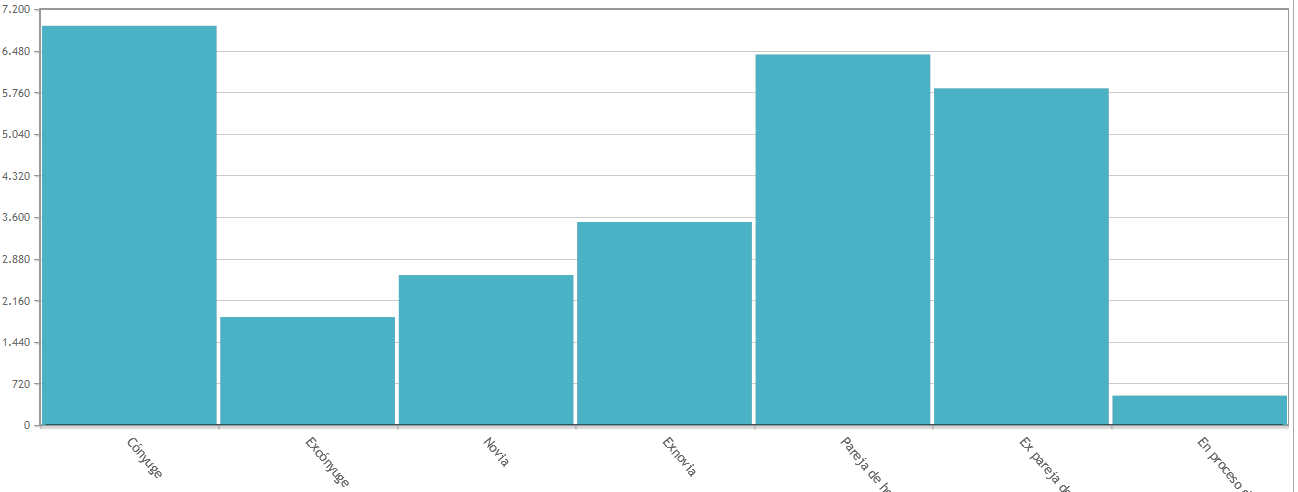 7.200
6.480
5.760
5.040
4.320
3.600
2.880
2.160
1.440
720
0
Cónyuge
Excónyuge
Novia
Exnovia
Pareja de
Ex pareja
En proceso